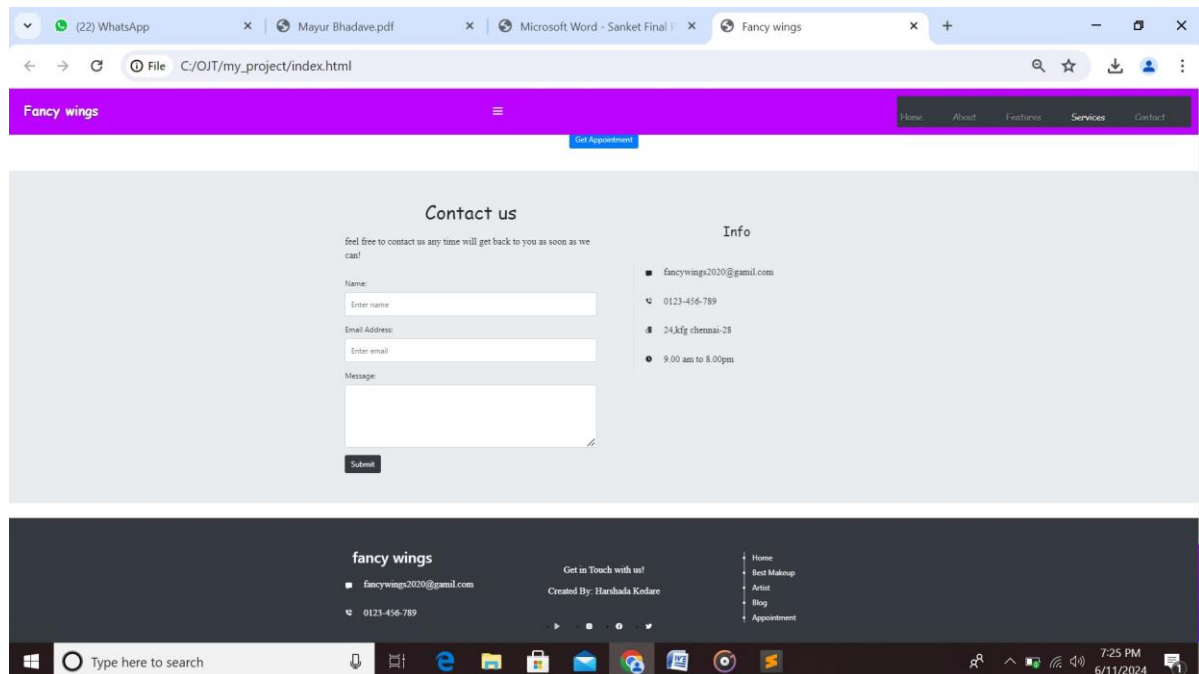 (22) WhatsApp
Mayur Bhadave.pdf
Microsoft Word - Sanket Final
Fancy wings
File C:/OJT/my_project/index.html
Fancy wings
Home About Features Services Contact
Get Appointment
Contact us
feel free to contact us any time will get back to you as soon as we
can!
Name:
Enter name
Email Address:
Enter email
Message:
Submit
Info
fancywings2020@gamil.com
0123-456-789
24,kfg chennai-28
9.00 am to 8.00pm
fancy wings
fancywings2020@gamil.com
0123-456-789
Get in Touch with us!
Created By: Harshada Kedare
Home
Best Makeup
Artist
Blog
Appointment
Type here to search
7:25 PM
6/11/2024